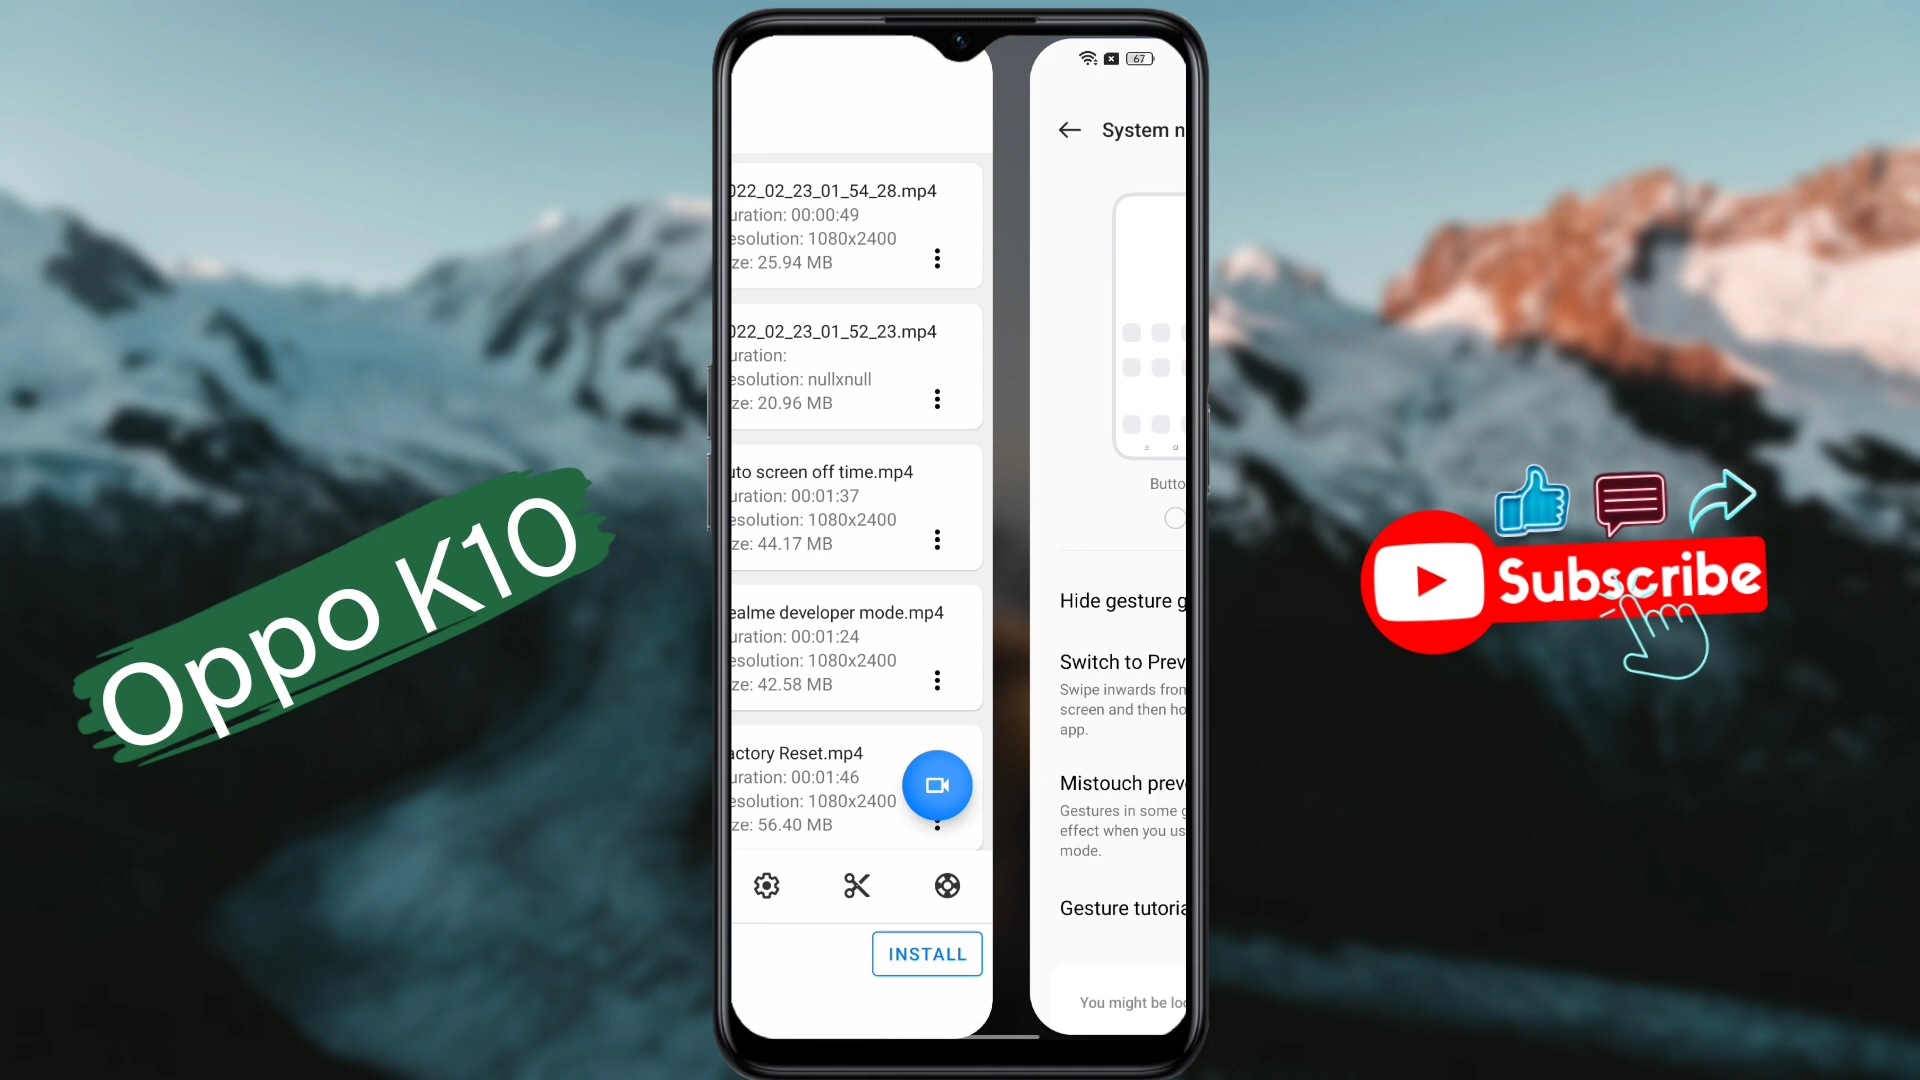 Oppo K10
022_02_23_01_54_28.mp4
uration: 00:00:49
esolution: 1080x2400
ze: 25.94 MB
022_02_23_01_52_23.mp4
uration:
esolution: nullxnull
ze: 20.96 MB
uto screen off time.mp4
uration: 00:01:37
esolution: 1080x2400
ze: 44.17 MB
ealme developer mode.mp4
uration: 00:01:24
esolution: 1080x2400
ze: 42.58 MB
actory Reset.mp4
uration: 00:01:46
esolution: 1080x2400
ze: 56.40 MB
INSTALL
67
System n
Butto
Hide gesture g
Switch to Prev
Swipe inwards from
screen and then ho
app.
Mistouch preve
Gestures in some g
effect when you us
mode.
Gesture tutoria
You might be loo
Subscribe